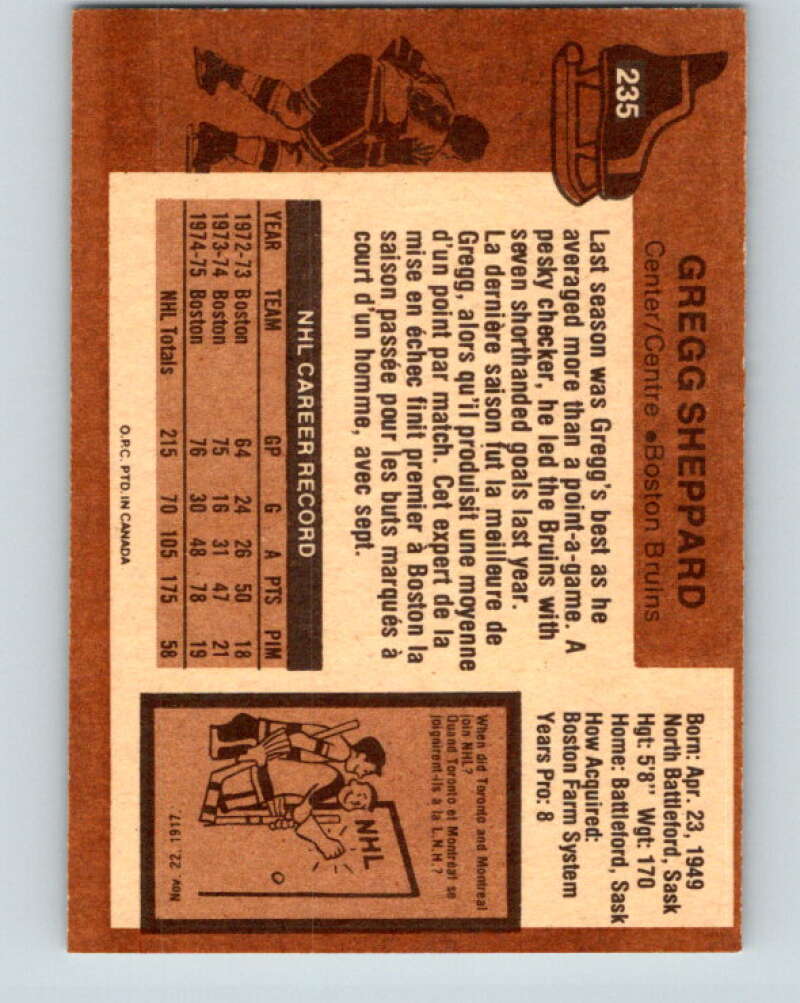 235
GREGG SHEPPARD
Center/Centre • Boston Bruins
Last season was Gregg's best as he
averaged more than a point-a-game. A
pesky checker, he led the Bruins with
seven shorthanded goals last year.
La dernière saison fut la meilleure de
Gregg, alors qu'il produisit une moyenne
d'un point par match. Cet expert de la
mise en échec finit premier à Boston la
saison passée pour les buts marqués à
court d'un homme, avec sept.
NHL CAREER RECORD
YEAR TEAM GP G A PTS PIM
1972-73 Boston 64 24 26 50 18
1973-74 Boston 75 16 31 47 21
1974-75 Boston 76 30 48 78 19
NHL Totals 215 70 105 175 58
O.P.C. PTD. IN CANADA
Born: Apr. 23, 1949
North Battleford, Sask
Hgt: 5'8" Wgt: 170
Home: Battleford, Sask
How Acquired:
Boston Farm System
Years Pro: 8
When did Toronto and Montreal
join NHL?
Quand Toronto et Montréal se
joignirent-ils à la L.N.H.?
NHL
Nov. 22, 1917.